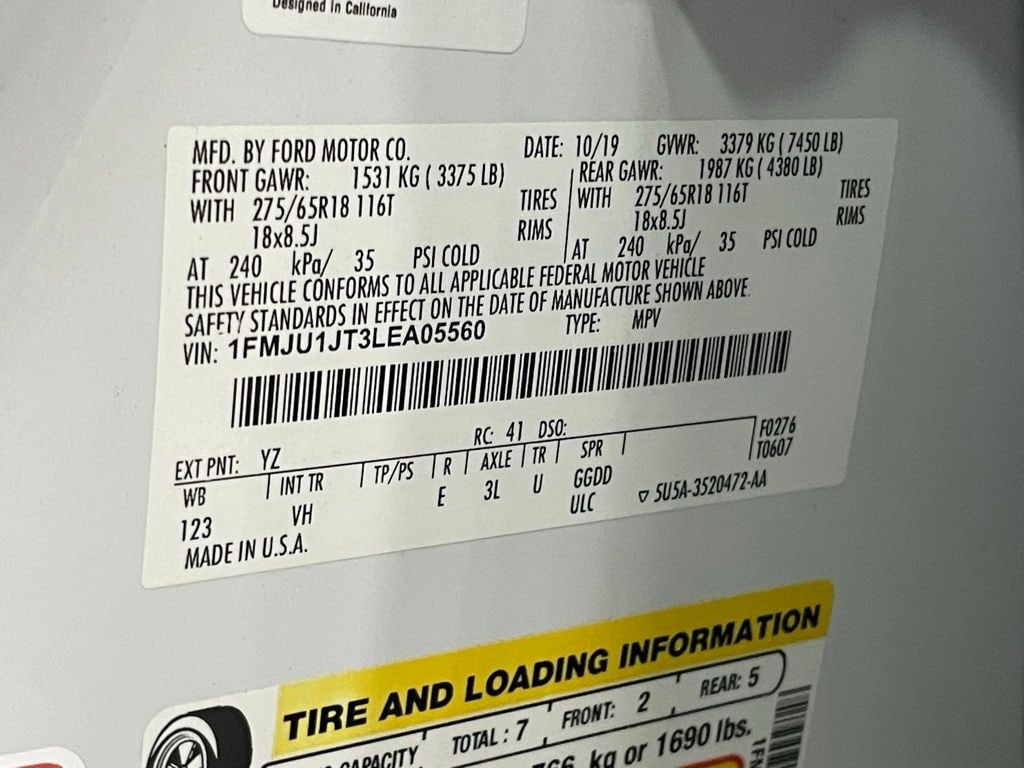 Designed in California
MFD. BY FORD MOTOR CO. DATE: 10/19 GVWR: 3379 KG ( 7450 LB)
FRONT GAWR: 1531 KG ( 3375 LB) REAR GAWR: 1987 KG ( 4380 LB)
WITH 275/65R18 116T TIRES WITH 275/65R18 116T TIRES
18x8.5J RIMS 18x8.5J RIMS
AT 240 kPa/ 35 PSI COLD AT 240 kPa/ 35 PSI COLD
THIS VEHICLE CONFORMS TO ALL APPLICABLE FEDERAL MOTOR VEHICLE
SAFETY STANDARDS IN EFFECT ON THE DATE OF MANUFACTURE SHOWN ABOVE.
VIN: 1FMJU1JT3LEA05560 TYPE: MPV
F0276
EXT PNT: YZ RC: 41 DSO: T0607
WB INT TR TP/PS R AXLE TR SPR
123 VH E 3L U GGDD
ULC ▽ 5U5A-3520472-AA
MADE IN U.S.A.
TIRE AND LOADING INFORMATION
CAPACITY TOTAL : 7 FRONT: 2 REAR: 5
kg or 1690 lbs.